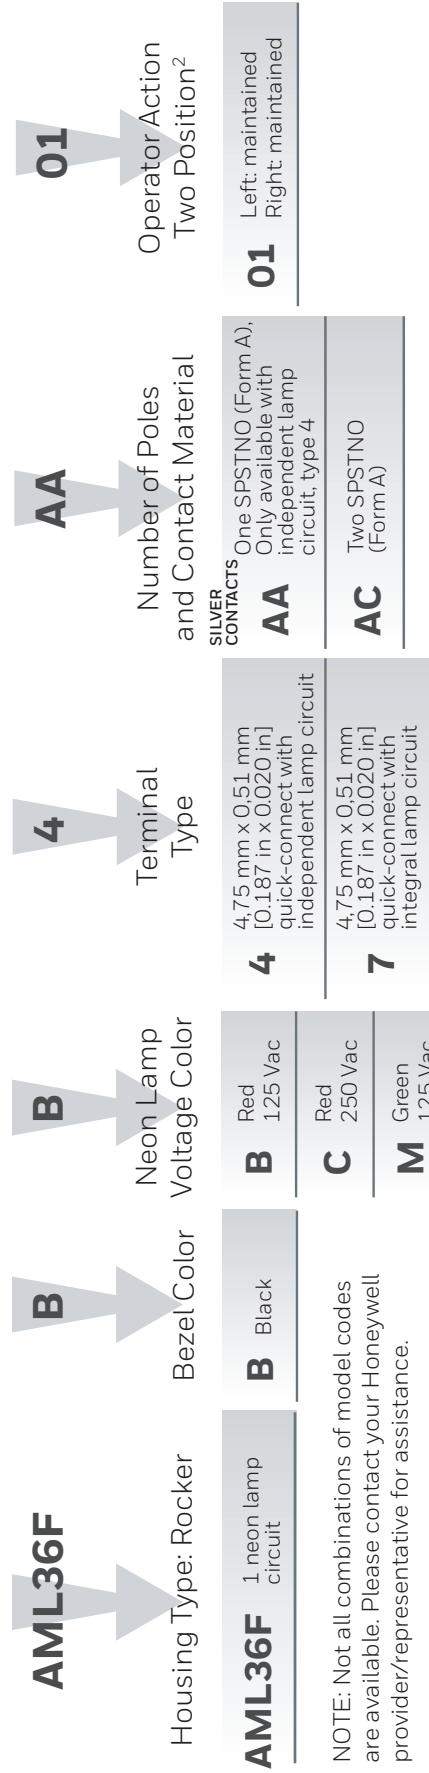 AML36F
B
B
4
AA
01
Housing Type: Rocker
Bezel Color
Neon Lamp
Voltage Color
Terminal
Type
Number of Poles
and Contact Material
Operator Action
Two Position2
AML36F 1 neon lamp
circuit
B Black
B Red
125 Vac
C Red
250 Vac
M Green
125 Vac
4 4,75 mm x 0,51 mm
[0.187 in x 0.020 in]
quick-connect with
independent lamp circuit
7 4,75 mm x 0,51 mm
[0.187 in x 0.020 in]
quick-connect with
integral lamp circuit
SILVER
CONTACTS
AA One SPSTNO (Form A),
Only available with
independent lamp
circuit, type 4
AC Two SPSTNO
(Form A)
01 Left: maintained
Right: maintained
NOTE: Not all combinations of model codes
are available. Please contact your Honeywell
provider/representative for assistance.